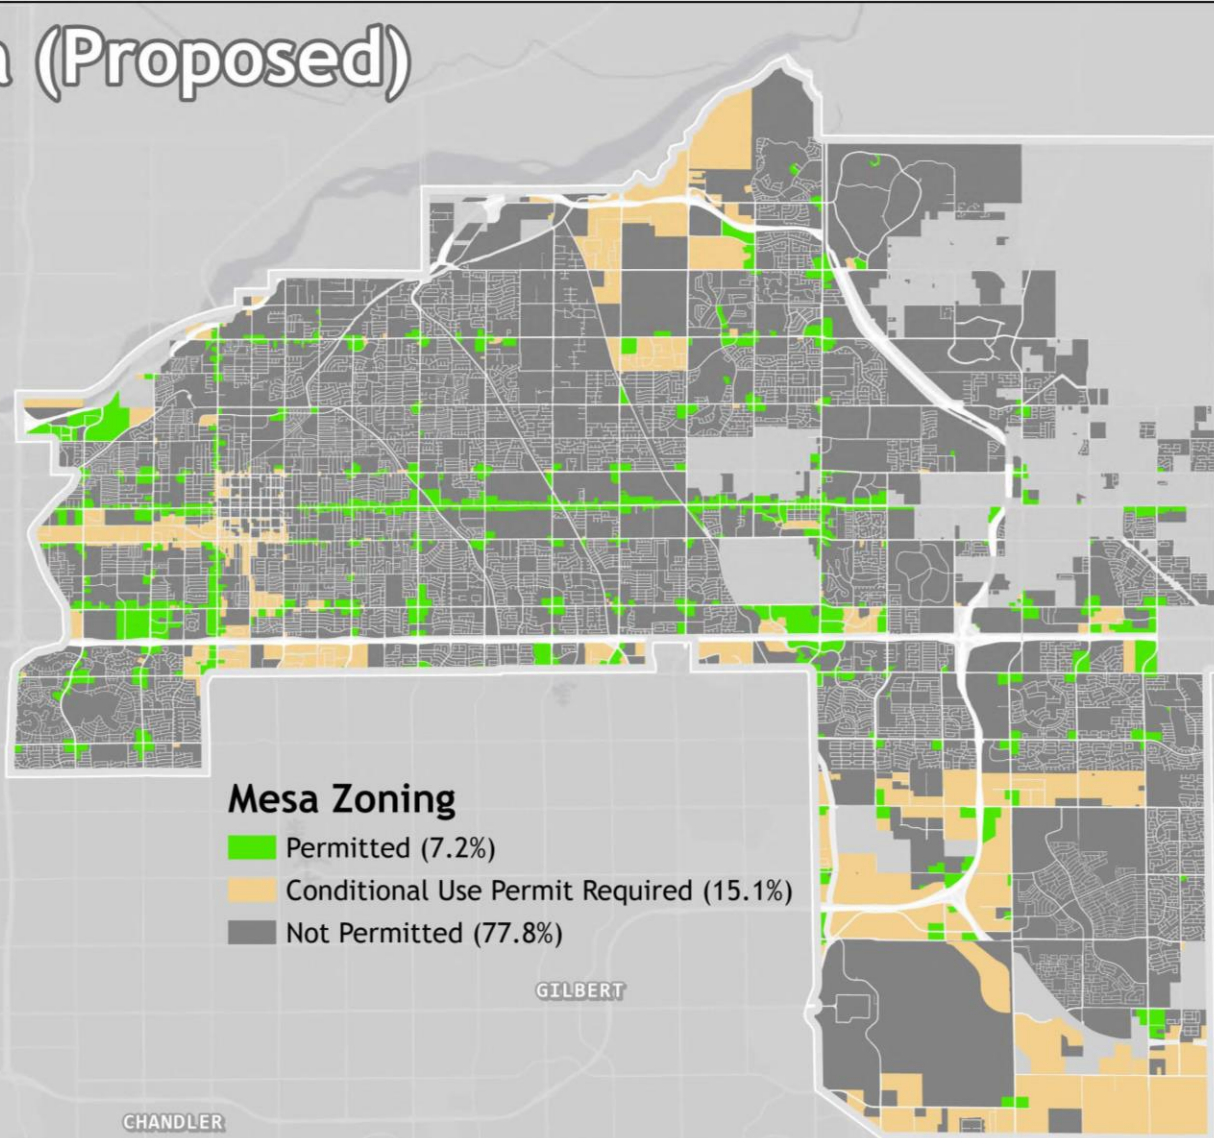 (Proposed)
Mesa Zoning
Permitted (7.2%)
Conditional Use Permit Required (15.1%)
Not Permitted (77.8%)
GILBERT
CHANDLER